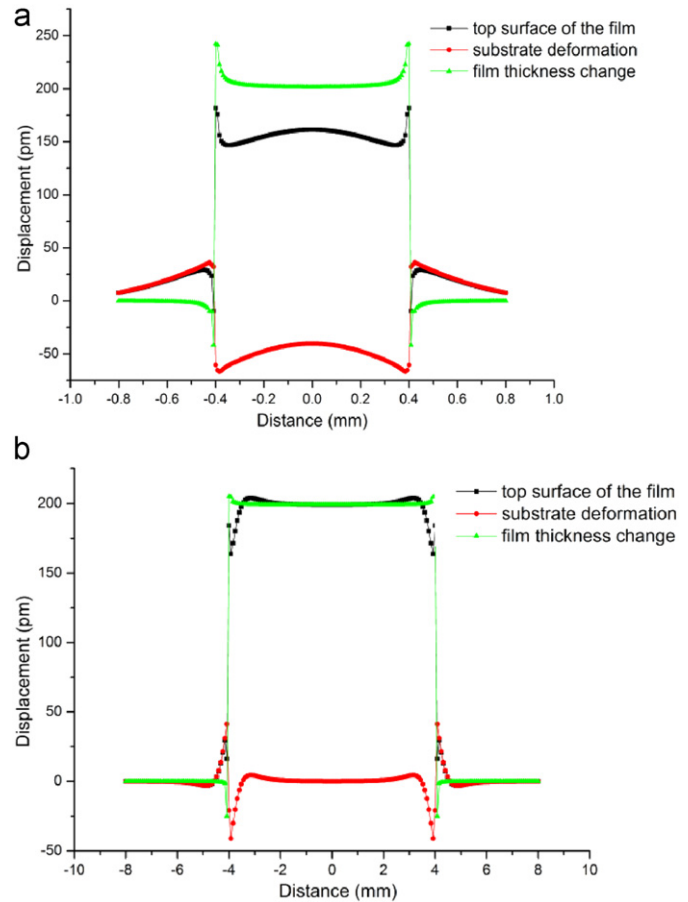 a
top surface of the film
substrate deformation
film thickness change
Displacement (pm)
250
200
150
100
50
0
-50
-1.0 -0.8 -0.6 -0.4 -0.2 0.0 0.2 0.4 0.6 0.8 1.0
Distance (mm)
b
top surface of the film
substrate deformation
film thickness change
Displacement (pm)
200
150
100
50
0
-50
-10 -8 -6 -4 -2 0 2 4 6 8 10
Distance (mm)